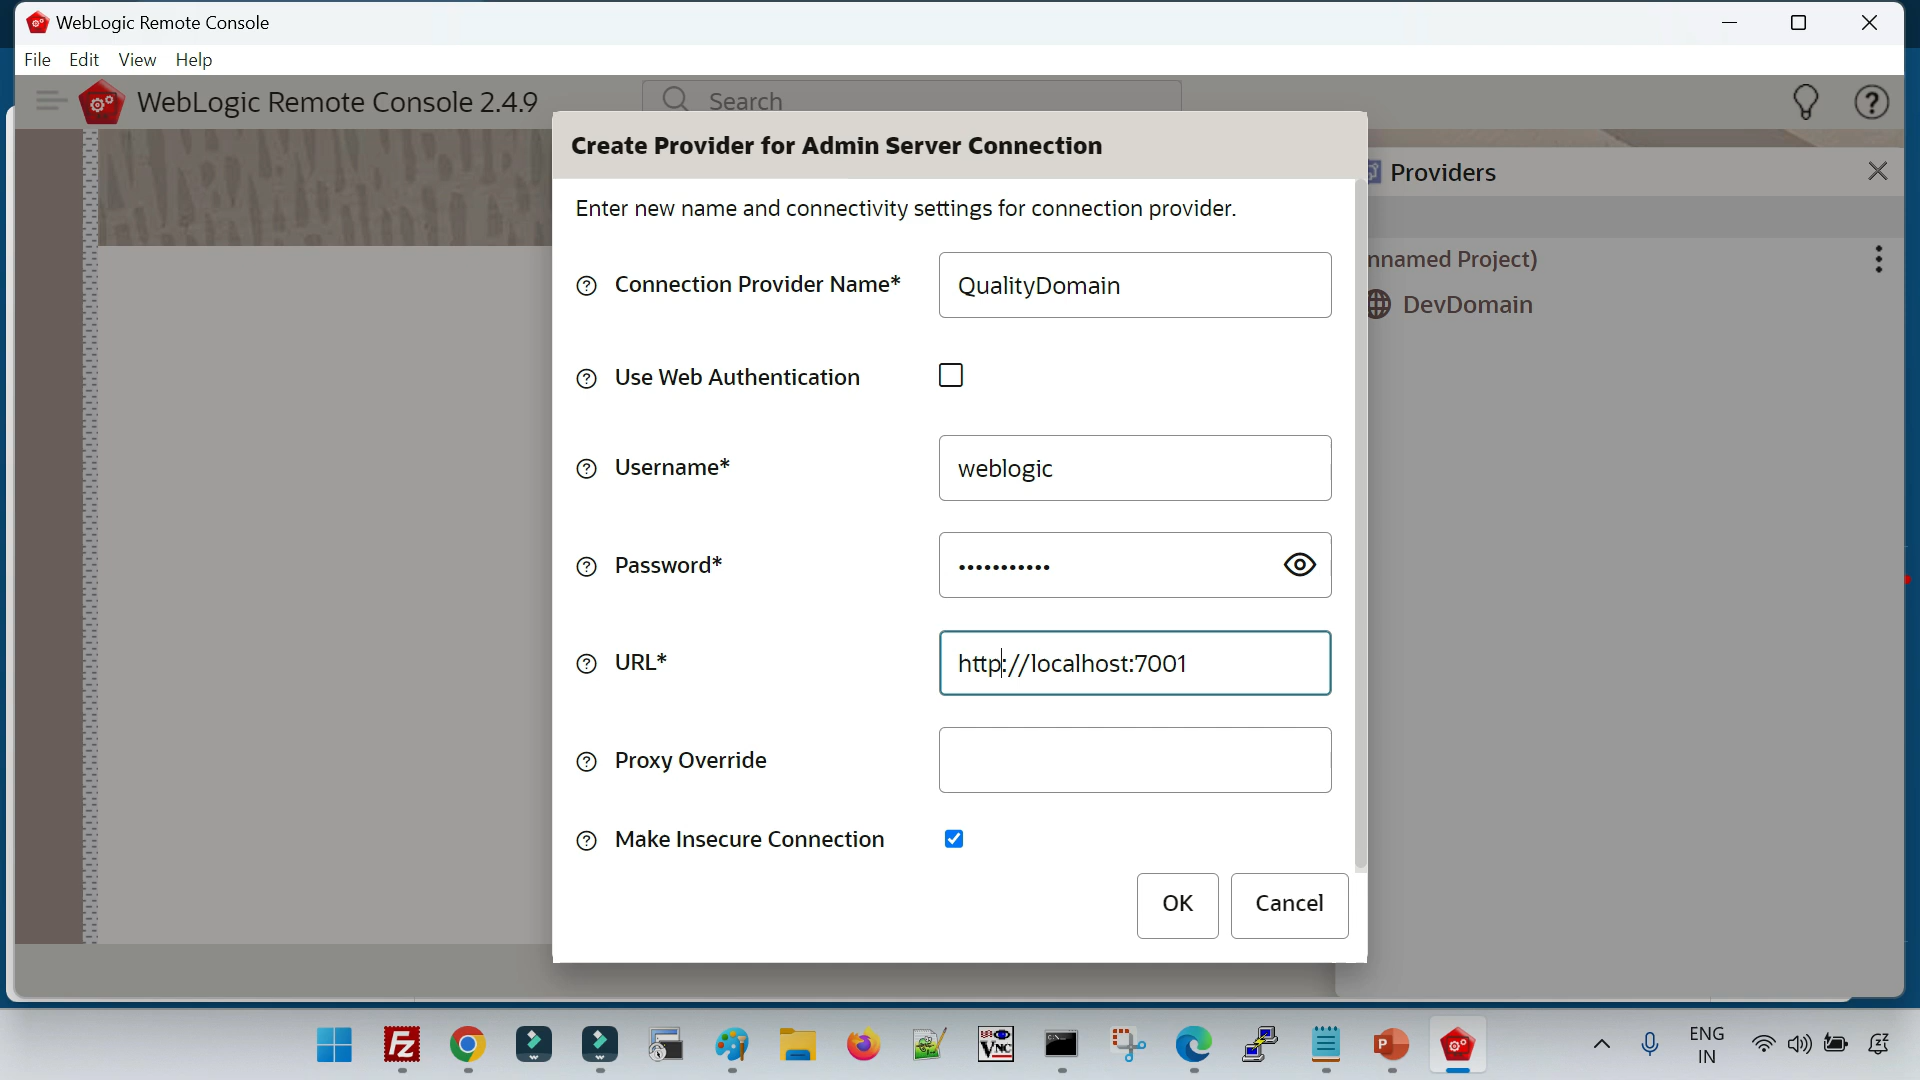 WebLogic Remote Console
File Edit View Help
WebLogic Remote Console 2.4.9
Search
Create Provider for Admin Server Connection
Providers
Enter new name and connectivity settings for connection provider.
Connection Provider Name*
QualityDomain
nnamed Project)
DevDomain
Use Web Authentication
Username*
weblogic
Password*
•••••••••••
URL*
http://localhost:7001
Proxy Override
Make Insecure Connection
OK
Cancel
ENG
IN